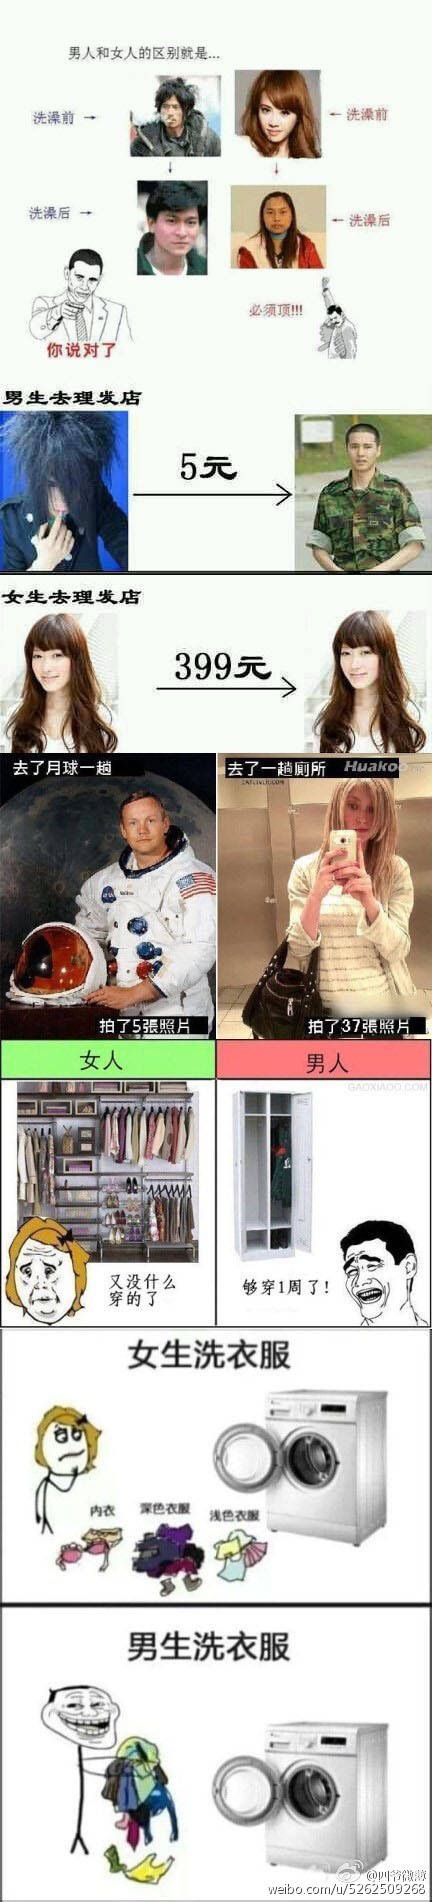 男人和女人的区别就是...
洗澡前 →
← 洗澡前
洗澡后 →
← 洗澡后
你说对了
必须顶!!!
男生去理发店
5元
女生去理发店
399元
去了月球一趟
去了一趟廁所
Huakoo
拍了5張照片
拍了37張照片
女人
男人
GAOXIAOO.COM
又没什么
穿的了
够穿1周了!
女生洗衣服
内衣
深色衣服
浅色衣服
男生洗衣服
@四爷微薄
weibo.com/u/5262509268